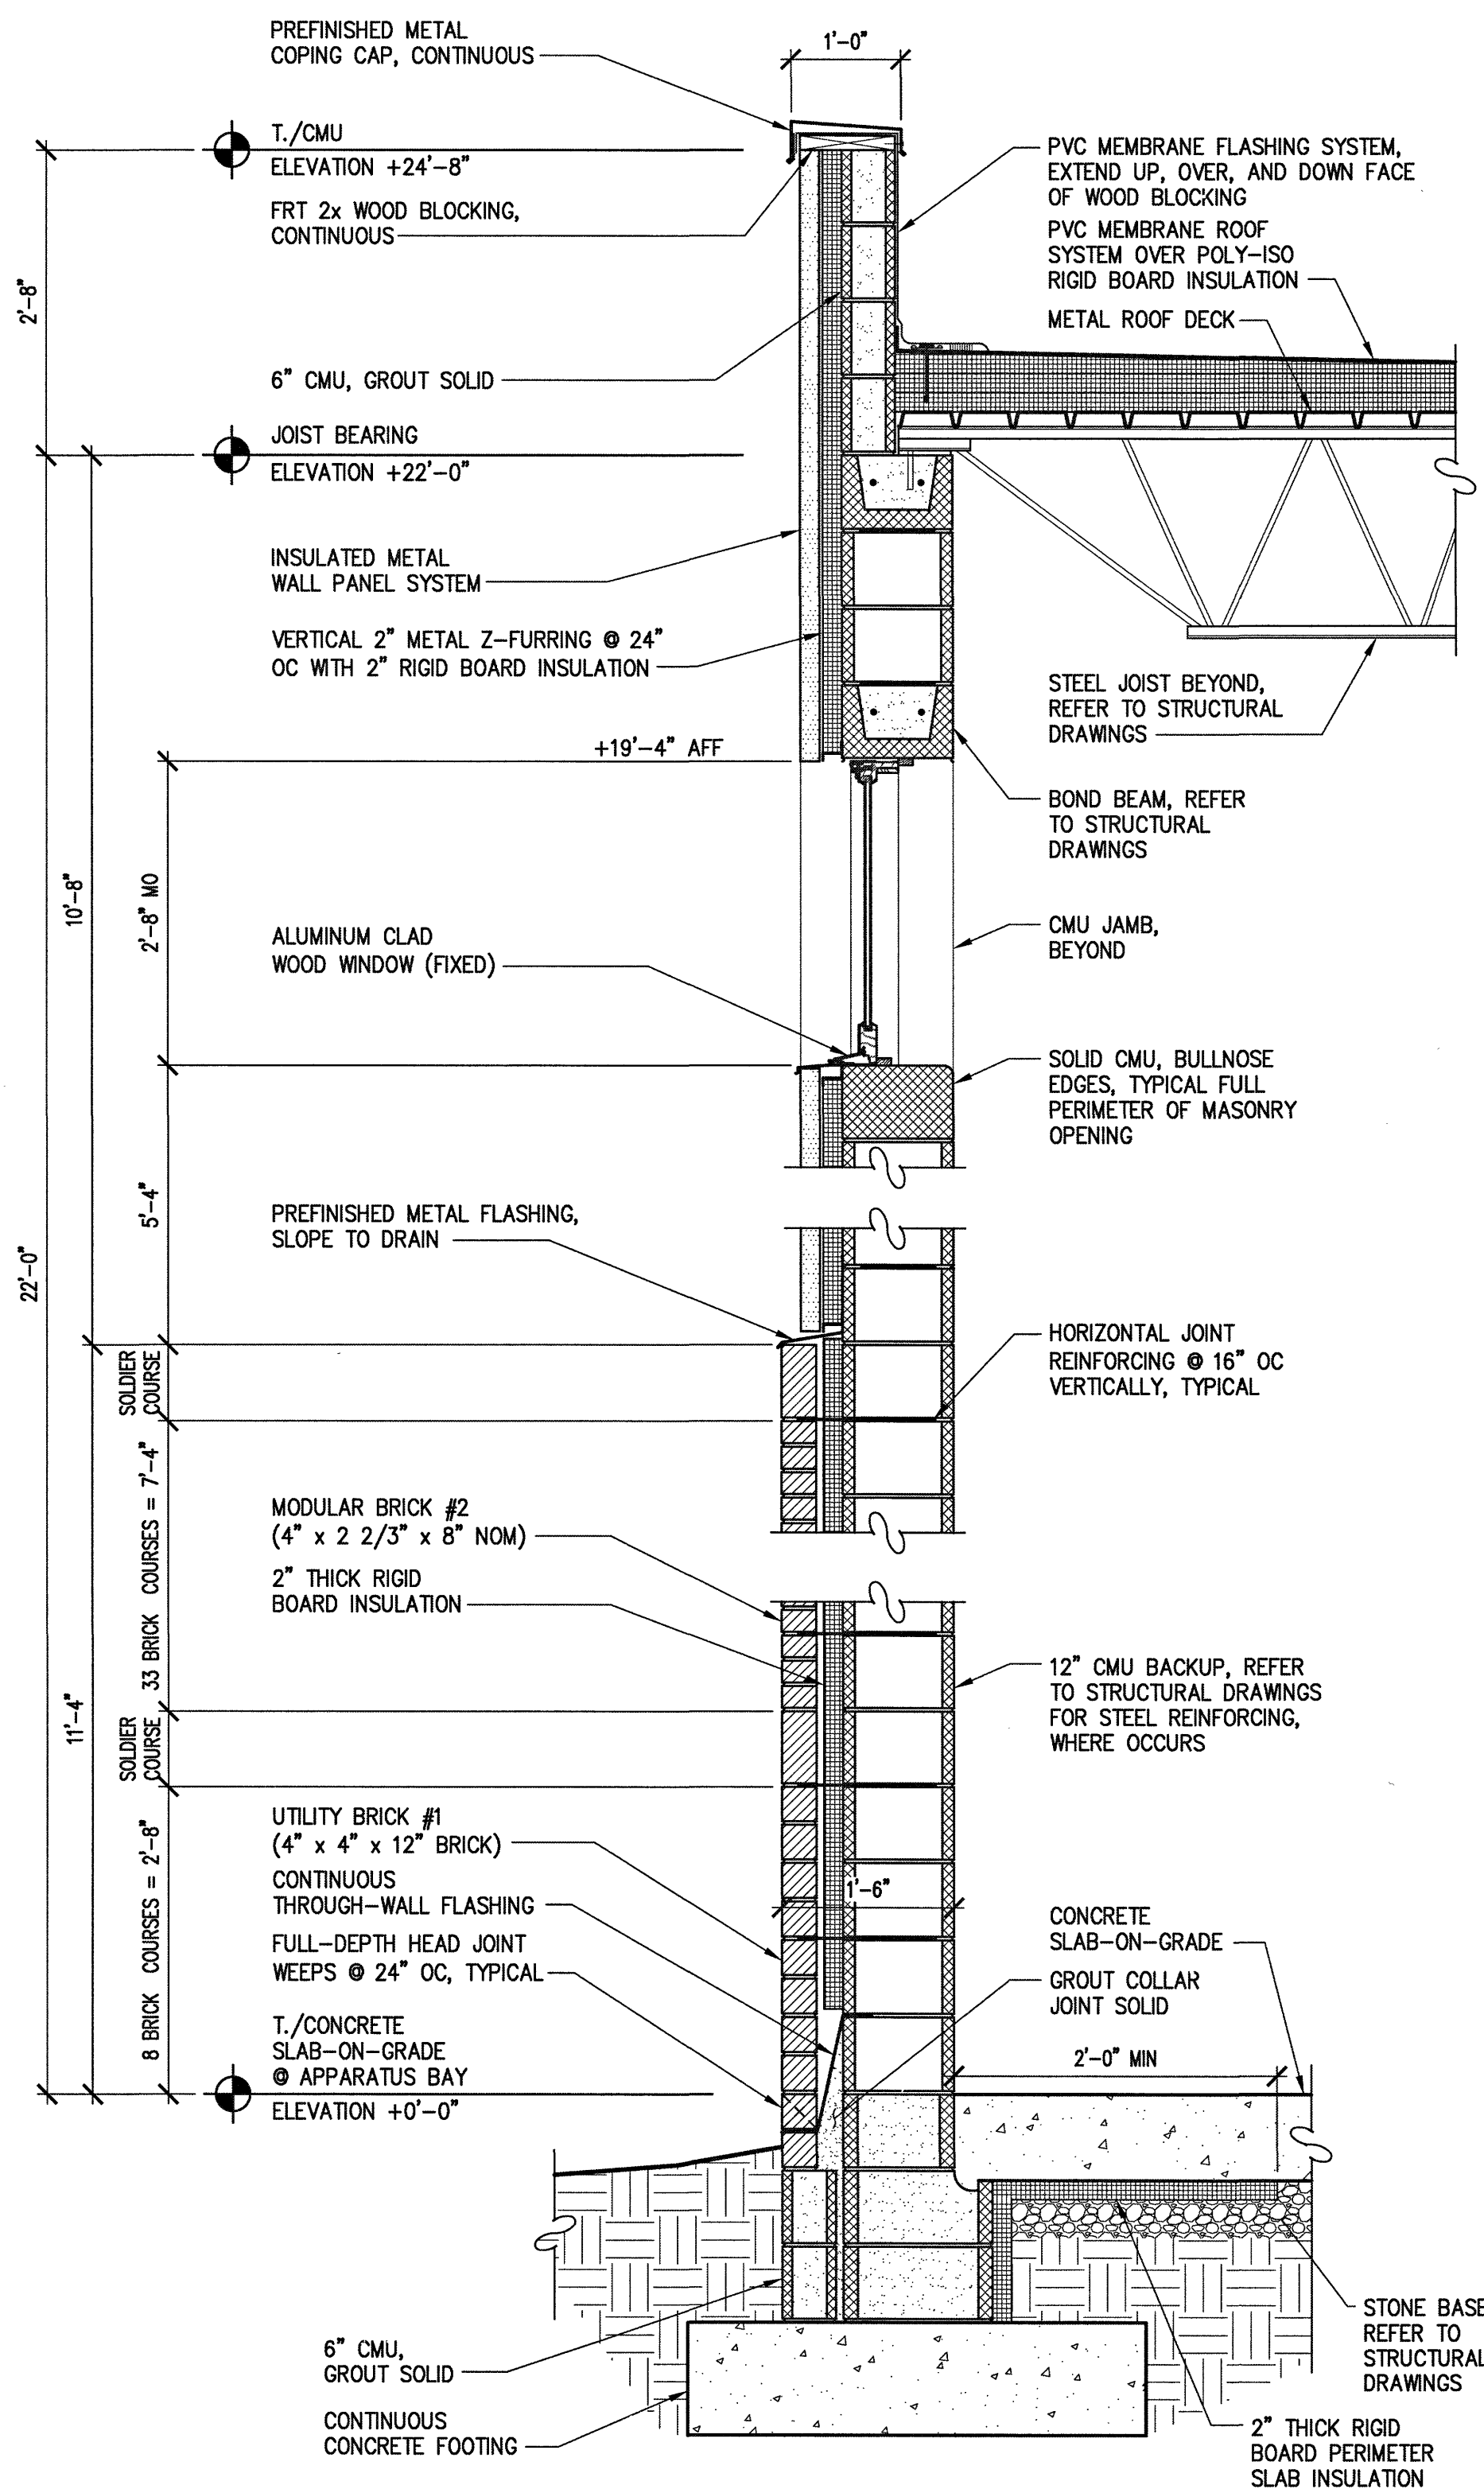 PREFINISHED METAL
COPING CAP, CONTINUOUS
1'-0"
T./CMU
ELEVATION +24'-8"
FRT 2x WOOD BLOCKING,
CONTINUOUS
PVC MEMBRANE FLASHING SYSTEM,
EXTEND UP, OVER, AND DOWN FACE
OF WOOD BLOCKING
PVC MEMBRANE ROOF
SYSTEM OVER POLY-ISO
RIGID BOARD INSULATION
METAL ROOF DECK
2'-8"
6" CMU, GROUT SOLID
JOIST BEARING
ELEVATION +22'-0"
INSULATED METAL
WALL PANEL SYSTEM
VERTICAL 2" METAL Z-FURRING @ 24"
OC WITH 2" RIGID BOARD INSULATION
STEEL JOIST BEYOND,
REFER TO STRUCTURAL
DRAWINGS
+19'-4" AFF
BOND BEAM, REFER
TO STRUCTURAL
DRAWINGS
10'-8"
2'-8" MO
ALUMINUM CLAD
WOOD WINDOW (FIXED)
CMU JAMB,
BEYOND
SOLID CMU, BULLNOSE
EDGES, TYPICAL FULL
PERIMETER OF MASONRY
OPENING
5'-4"
22'-0"
PREFINISHED METAL FLASHING,
SLOPE TO DRAIN
HORIZONTAL JOINT
REINFORCING @ 16" OC
VERTICALLY, TYPICAL
SOLDIER
COURSE
33 BRICK COURSES = 7'-4"
MODULAR BRICK #2
(4" x 2 2/3" x 8" NOM)
2" THICK RIGID
BOARD INSULATION
12" CMU BACKUP, REFER
TO STRUCTURAL DRAWINGS
FOR STEEL REINFORCING,
WHERE OCCURS
11'-4"
SOLDIER
COURSE
8 BRICK COURSES = 2'-8"
UTILITY BRICK #1
(4" x 4" x 12" BRICK)
CONTINUOUS
THROUGH-WALL FLASHING
FULL-DEPTH HEAD JOINT
WEEPS @ 24" OC, TYPICAL
1'-6"
CONCRETE
SLAB-ON-GRADE
GROUT COLLAR
JOINT SOLID
T./CONCRETE
SLAB-ON-GRADE
@ APPARATUS BAY
ELEVATION +0'-0"
2'-0" MIN
6" CMU,
GROUT SOLID
CONTINUOUS
CONCRETE FOOTING
STONE BASE
REFER TO
STRUCTURAL
DRAWINGS
2" THICK RIGID
BOARD PERIMETER
SLAB INSULATION